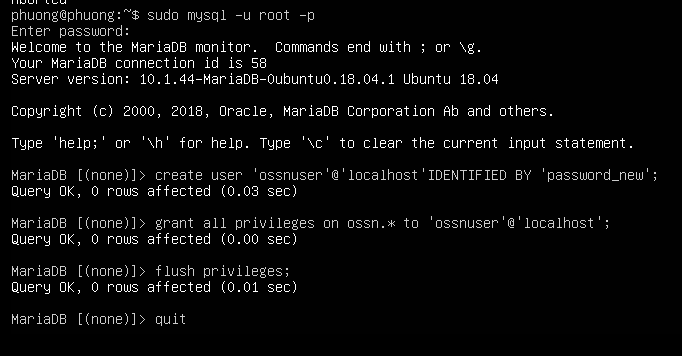 Aborted
phuong@phuong:~$ sudo mysql -u root -p
Enter password:
Welcome to the MariaDB monitor.  Commands end with ; or \g.
Your MariaDB connection id is 58
Server version: 10.1.44-MariaDB-0ubuntu0.18.04.1 Ubuntu 18.04
Copyright (c) 2000, 2018, Oracle, MariaDB Corporation Ab and others.
Type 'help;' or '\h' for help. Type '\c' to clear the current input statement.
MariaDB [(none)]> create user 'ossnuser'@'localhost'IDENTIFIED BY 'password_new';
Query OK, 0 rows affected (0.03 sec)
MariaDB [(none)]> grant all privileges on ossn.* to 'ossnuser'@'localhost';
Query OK, 0 rows affected (0.00 sec)
MariaDB [(none)]> flush privileges;
Query OK, 0 rows affected (0.01 sec)
MariaDB [(none)]> quit